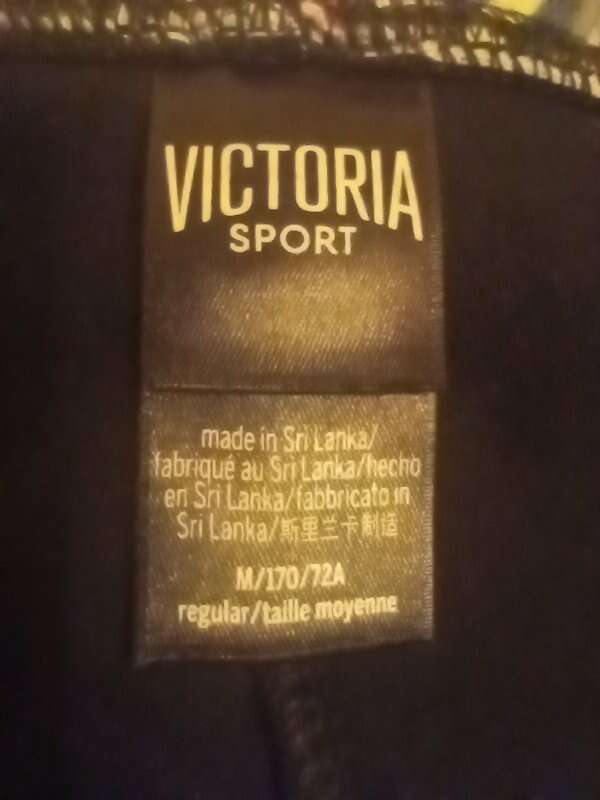 VICTORIA
SPORT
made in Sri Lanka/
fabriqué au Sri Lanka/hecho
en Sri Lanka/fabbricato in
Sri Lanka/斯里兰卡制造
M/170/72A
regular/taille moyenne